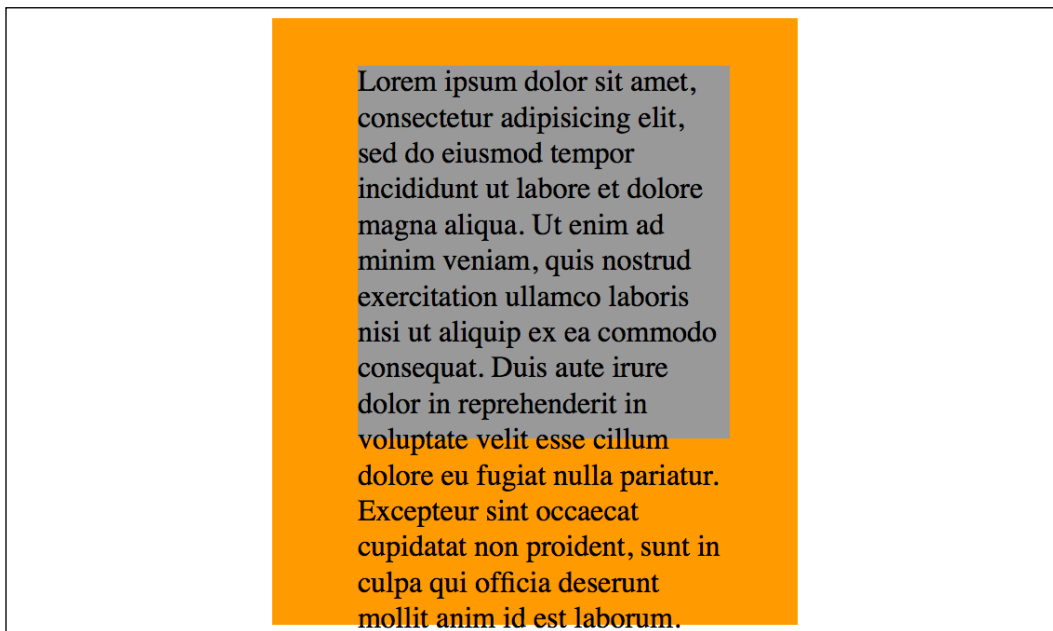 Lorem ipsum dolor sit amet,
consectetur adipisicing elit,
sed do eiusmod tempor
incididunt ut labore et dolore
magna aliqua. Ut enim ad
minim veniam, quis nostrud
exercitation ullamco laboris
nisi ut aliquip ex ea commodo
consequat. Duis aute irure
dolor in reprehenderit in
voluptate velit esse cillum
dolore eu fugiat nulla pariatur.
Excepteur sint occaecat
cupidatat non proident, sunt in
culpa qui officia deserunt
mollit anim id est laborum.